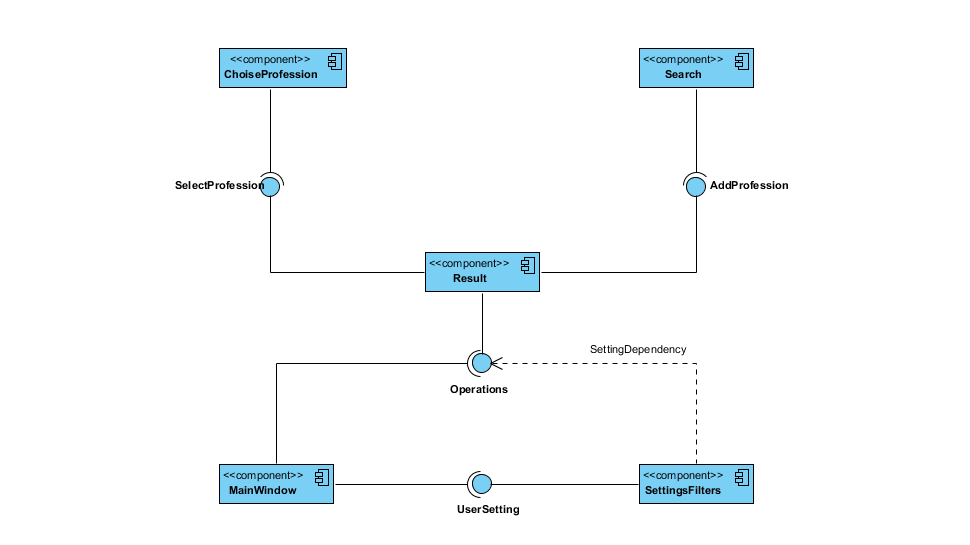 <<component>>
ChoiseProfession
<<component>>
Search
SelectProfession
AddProfession
<<component>>
Result
SettingDependency
Operations
<<component>>
MainWindow
<<component>>
SettingsFilters
UserSetting